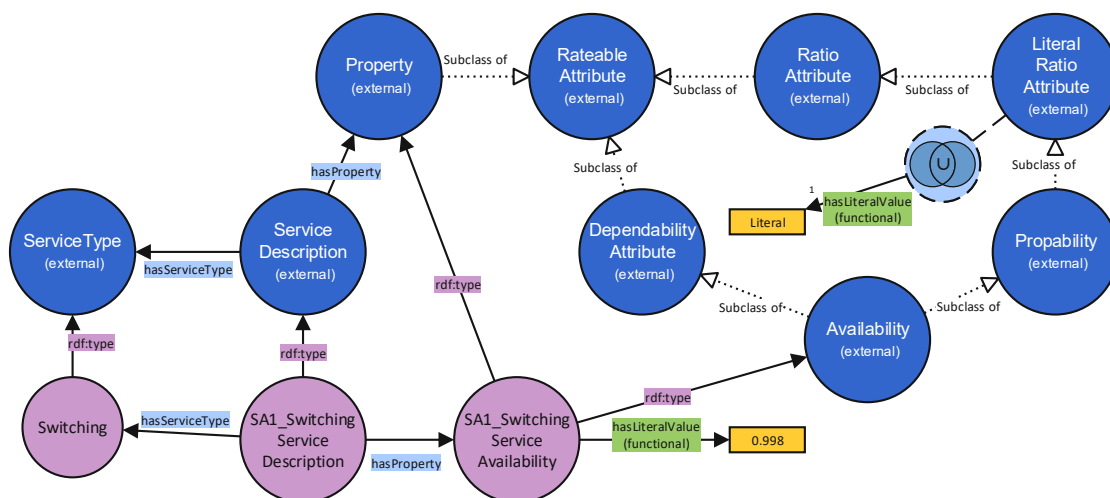 Property
(external)
Subclass of
Rateable
Attribute
(external)
Subclass of
Ratio
Attribute
(external)
Subclass of
Literal
Ratio
Attribute
(external)
hasProperty
Subclass of
Subclass of
U
1
hasLiteralValue
(functional)
Literal
ServiceType
(external)
hasServiceType
Service
Description
(external)
Dependability
Attribute
(external)
Propability
(external)
rdf:type
Subclass of
Subclass of
Availability
(external)
rdf:type
rdf:type
Switching
hasServiceType
SA1_Switching
Service
Description
hasProperty
SA1_Switching
Service
Availability
rdf:type
hasLiteralValue
(functional)
0.998